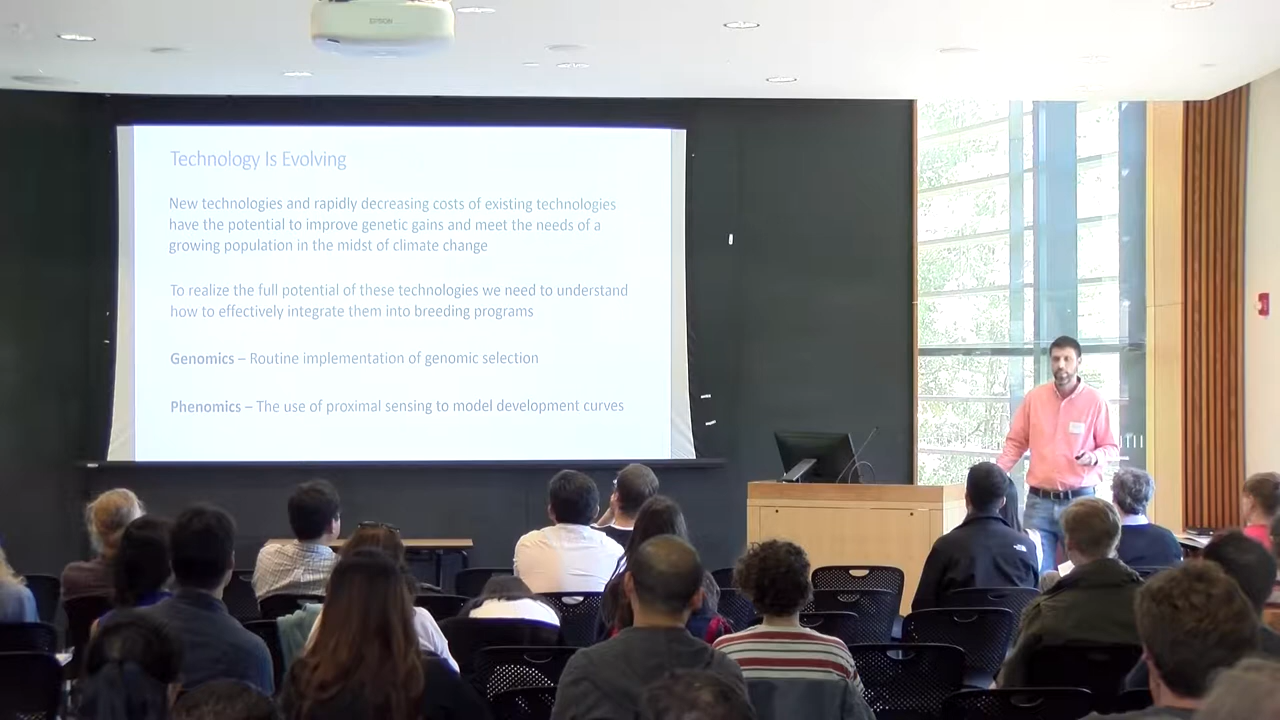 EPSON
Technology Is Evolving
New technologies and rapidly decreasing costs of existing technologies
have the potential to improve genetic gains and meet the needs of a
growing population in the midst of climate change
To realize the full potential of these technologies we need to understand
how to effectively integrate them into breeding programs
Genomics – Routine implementation of genomic selection
Phenomics – The use of proximal sensing to model development curves